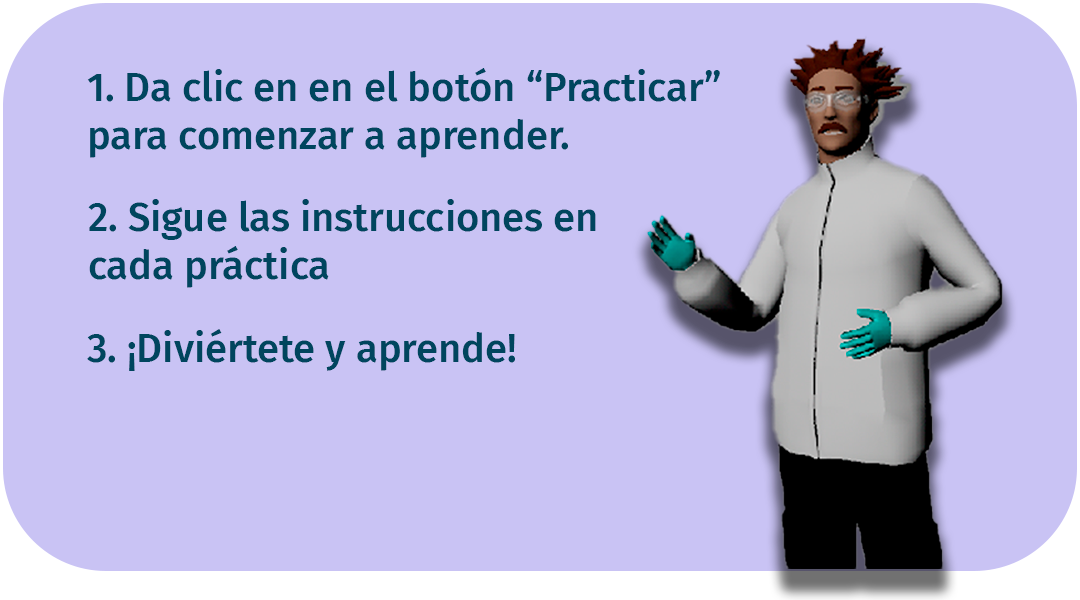 1. Da clic en en el botón “Practicar”
para comenzar a aprender.
2. Sigue las instrucciones en
cada práctica
3. ¡Diviértete y aprende!